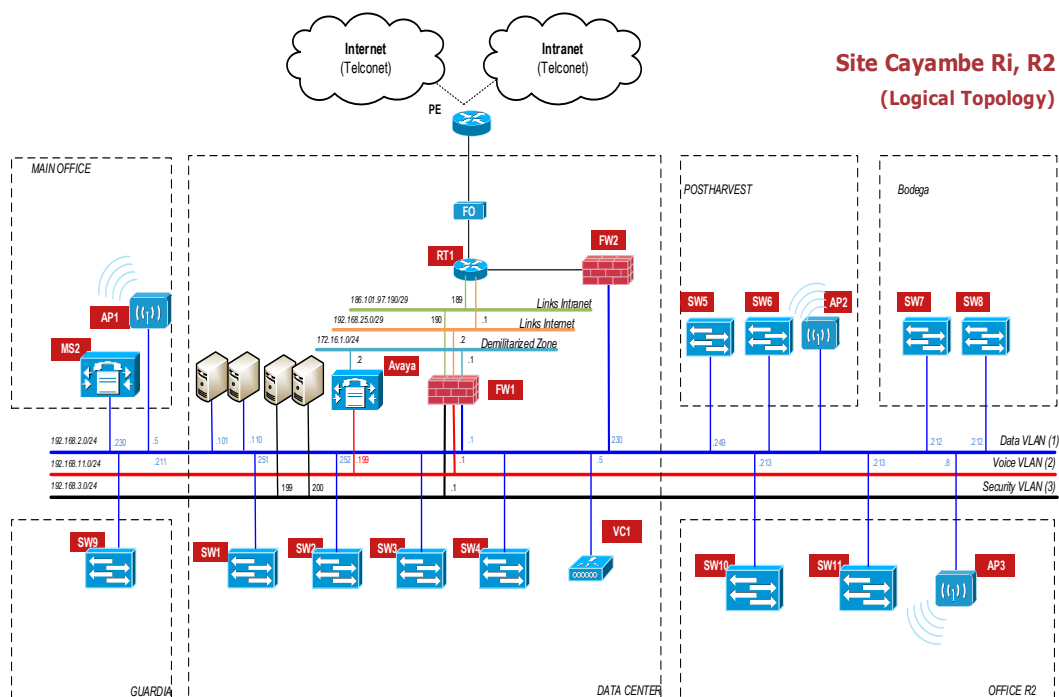 Internet
(Telconet)
Intranet
(Telconet)
Site Cayambe Ri, R2
(Logical Topology)
PE
MAIN OFFICE
POSTHARVEST
Bodega
FO
FW2
RT1
186.101.97.190/29
189
Links Intranet
190
.1
Links Internet
192.168.25.0/29
172.16.1.0/24
.2
Demilitarized Zone
.2
.1
AP1
MS2
Avaya
FW1
SW5
SW6
AP2
SW7
SW8
192.168.2.0/24
.230
.5
.101
.110
.1
230
.249
.212
.212
Data VLAN (1)
192.168.11.0/24
.211
251
252
.199
.1
.5
.213
.213
.8
Voice VLAN (2)
192.168.3.0/24
199
200
.1
Security VLAN (3)
SW9
SW1
SW2
SW3
SW4
VC1
SW10
SW11
AP3
GUARDIA
DATA CENTER
OFFICE R2